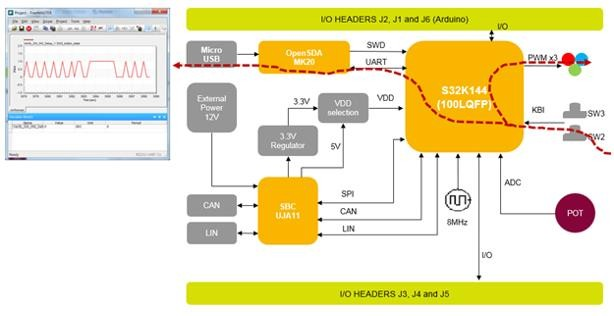 I/O HEADERS J2, J1 and J6 (Arduino)
I/O
Micro
USB
OpenSDA
MK20
SWD
UART
S32K144
(100LQFP)
PWM x3
External
Power
12V
3.3V
VDD
selection
VDD
KBI
SW3
SW2
3.3V
Regulator
5V
SBC
UJA11
SPI
CAN
CAN
LIN
LIN
8MHz
ADC
POT
I/O
I/O HEADERS J3, J4 and J5